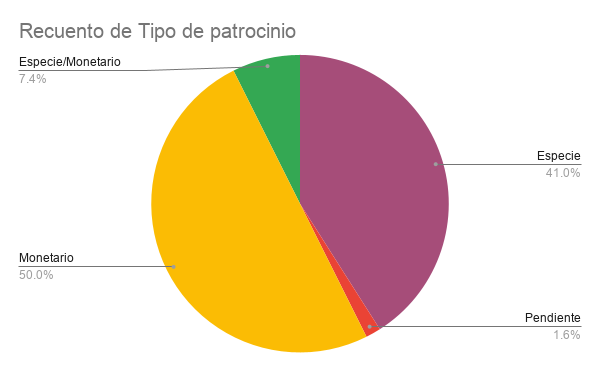 Recuento de Tipo de patrocinio
Especie/Monetario
7.4%
Especie
41.0%
Monetario
50.0%
Pendiente
1.6%